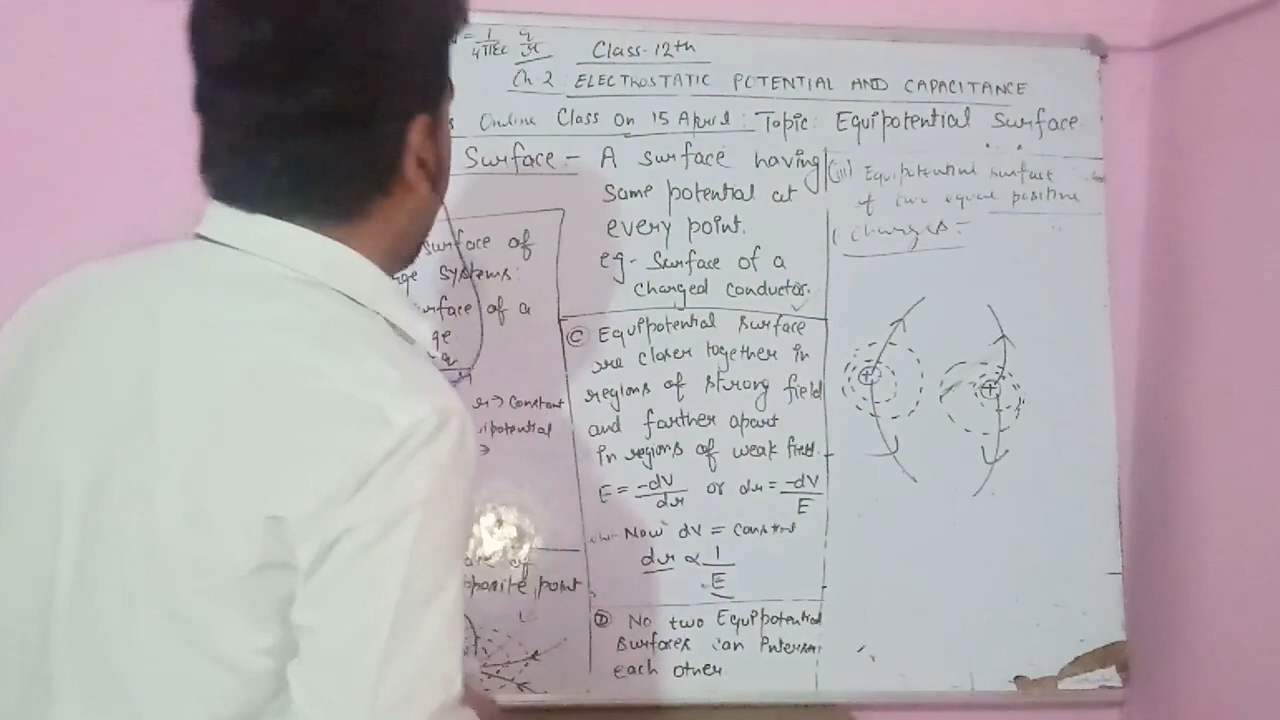 = 1/4πε0 q/r
Class-12th
Ch-2: ELECTROSTATIC POTENTIAL AND CAPACITANCE
Online Class on 15 April: Topic: Equipotential Surface
Surface - A surface having
same potential at
every point.
eg- Surface of a
charged conductor.
surface of
systems:
surface of a
r → constant
© Equipotential surface
are closer together in
regions of strong field
and farther apart
in regions of weak field.
E = -dV/dr or dr = -dV/E
Now dV = constant
dr ∝ 1/E
opposite point
Ⓓ No two Equipotential
surfaces can
each other
(iii) Equipotential surface
of two equal positive
charges:-
+ +